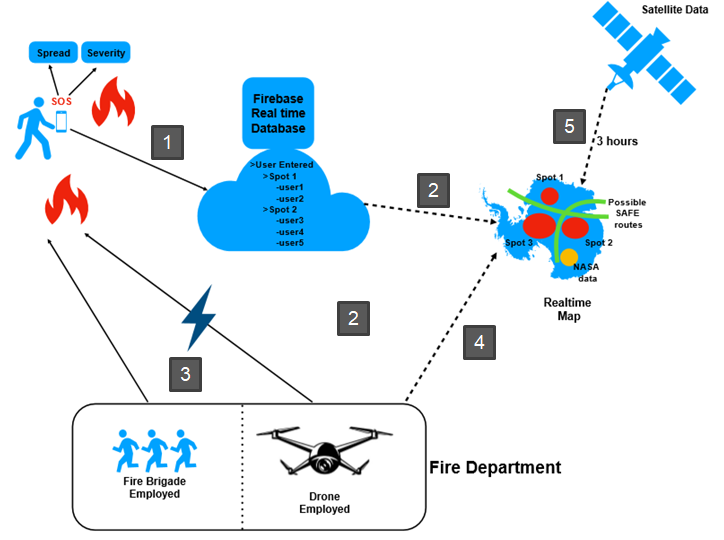 Satellite Data
Spread
Severity
SOS
Firebase
Real time
Database
1
5
3 hours
>User Entered
>Spot 1
-user1
-user2
>Spot 2
-user3
-user4
-user5
2
Spot 1
Possible
SAFE
routes
Spot 3
Spot 2
NASA
data
Realtime
Map
2
4
3
Fire Brigade
Employed
Drone
Employed
Fire Department